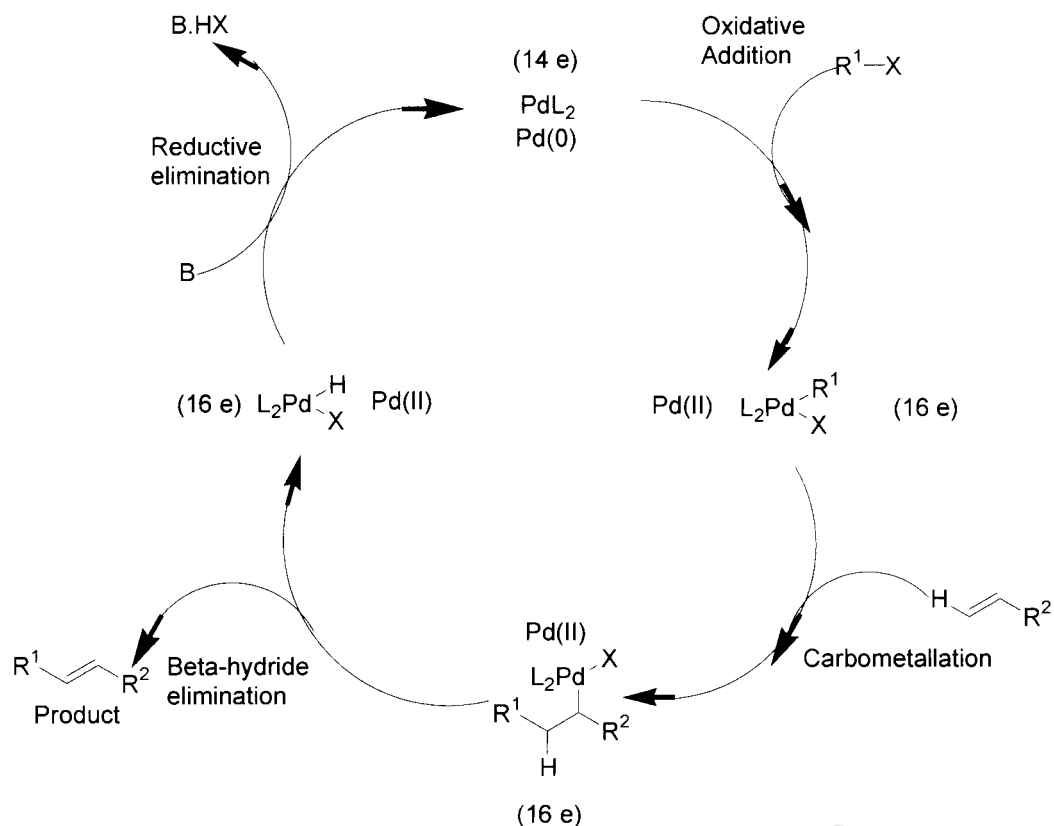 B.HX
Oxidative
Addition
R¹—X
(14 e)
PdL₂
Pd(0)
Reductive
elimination
B
(16 e) L₂Pd H X Pd(II)
Pd(II) L₂Pd R¹ X (16 e)
H R²
Carbometallation
Pd(II)
L₂Pd X
R¹ R²
H
(16 e)
R¹ R²
Product
Beta-hydride
elimination